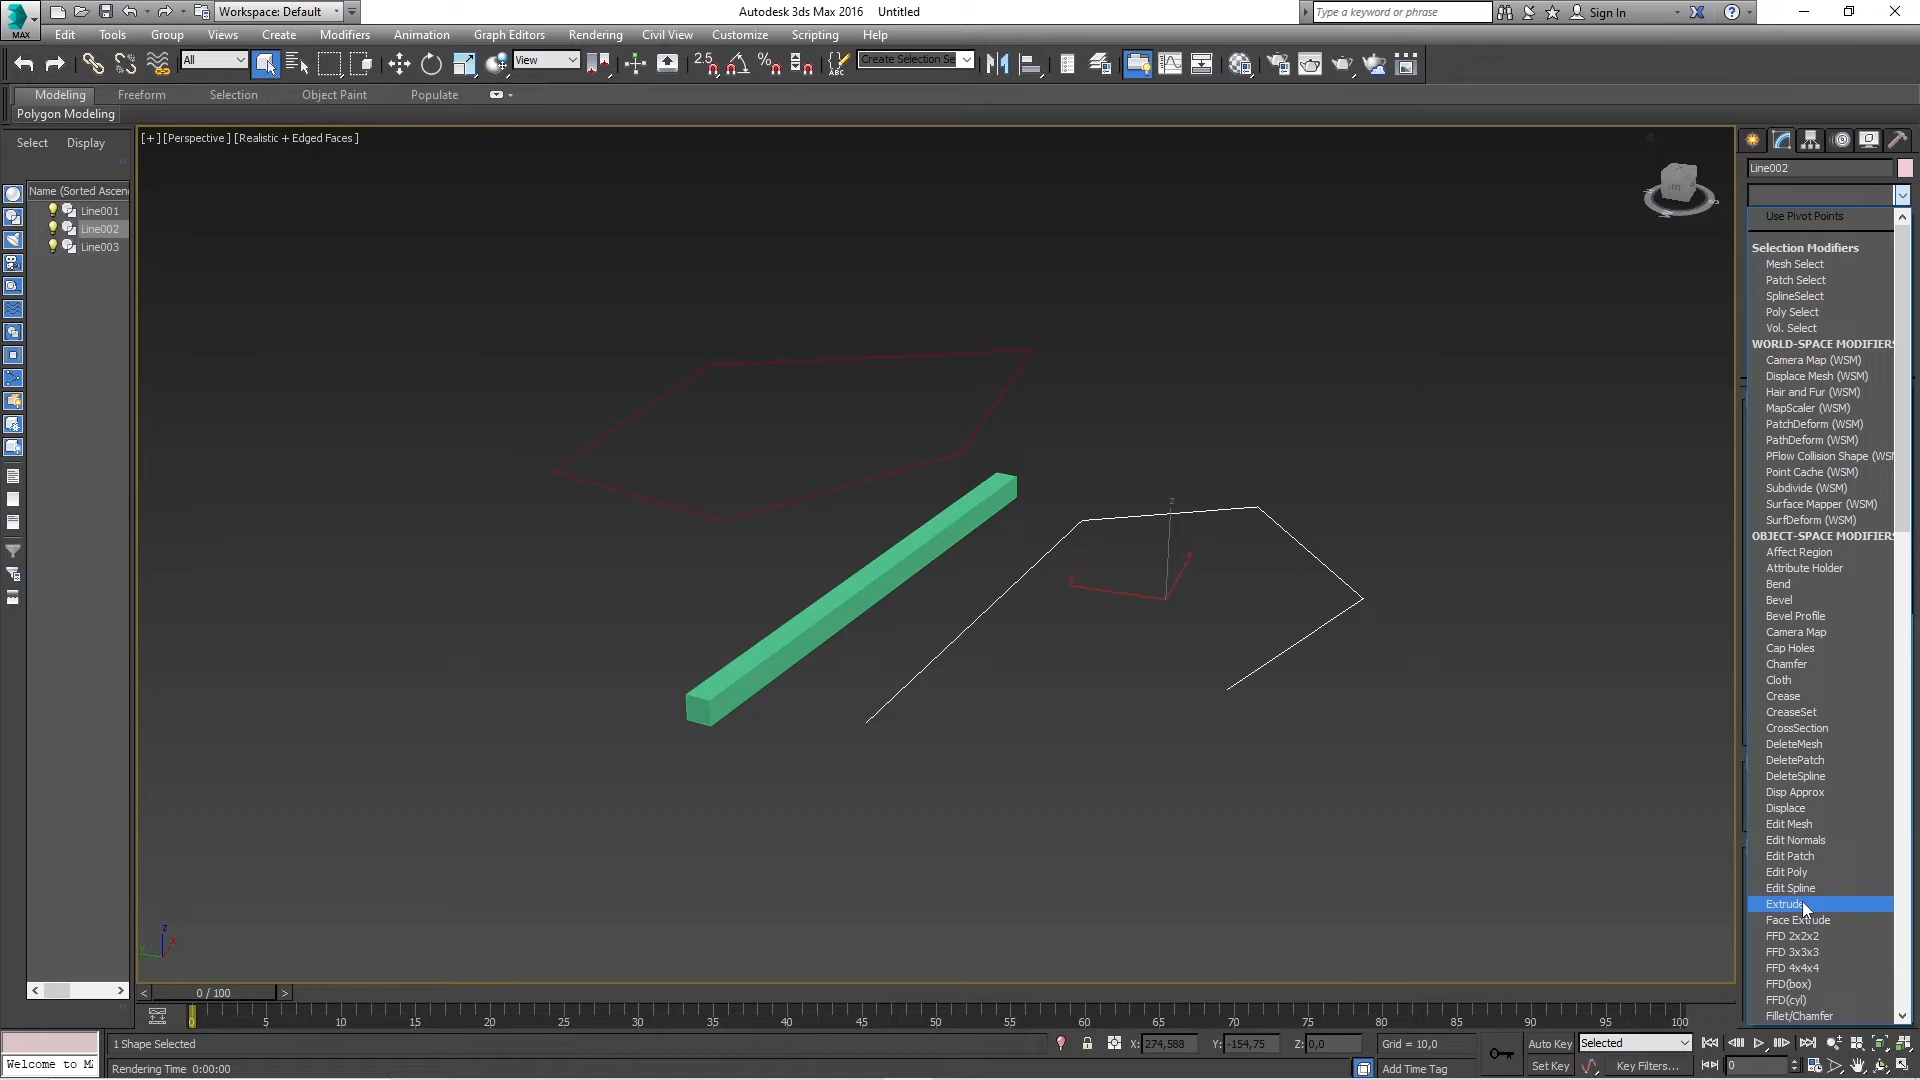 MAX
Workspace: Default
Autodesk 3ds Max 2016    Untitled
Type a keyword or phrase
Sign In
Edit Tools Group Views Create Modifiers Animation Graph Editors Rendering Civil View Customize Scripting Help
All
View
2.5
ABC
Create Selection Se
Modeling Freeform Selection Object Paint Populate
Polygon Modeling
Select Display
Name (Sorted Ascen
Line001
Line002
Line003
[+] [Perspective] [Realistic + Edged Faces]
z
z
Line002
Use Pivot Points
Selection Modifiers
Mesh Select
Patch Select
SplineSelect
Poly Select
Vol. Select
WORLD-SPACE MODIFIERS
Camera Map (WSM)
Displace Mesh (WSM)
Hair and Fur (WSM)
MapScaler (WSM)
PatchDeform (WSM)
PathDeform (WSM)
PFlow Collision Shape (WSM
Point Cache (WSM)
Subdivide (WSM)
Surface Mapper (WSM)
SurfDeform (WSM)
OBJECT-SPACE MODIFIERS
Affect Region
Attribute Holder
Bend
Bevel
Bevel Profile
Camera Map
Cap Holes
Chamfer
Cloth
Crease
CreaseSet
CrossSection
DeleteMesh
DeletePatch
DeleteSpline
Disp Approx
Displace
Edit Mesh
Edit Normals
Edit Patch
Edit Poly
Edit Spline
Extrude
Face Extrude
FFD 2x2x2
FFD 3x3x3
FFD 4x4x4
FFD(box)
FFD(cyl)
Fillet/Chamfer
< 0 / 100 >
0 5 10 15 20 25 30 35 40 45 50 55 60 65 70 75 80 85 90 95 100
1 Shape Selected
X: 274,588 Y: -154,75 Z: 0,0 Grid = 10,0
Auto Key Selected
Welcome to M
Rendering Time 0:00:00
Add Time Tag
Set Key Key Filters...
0